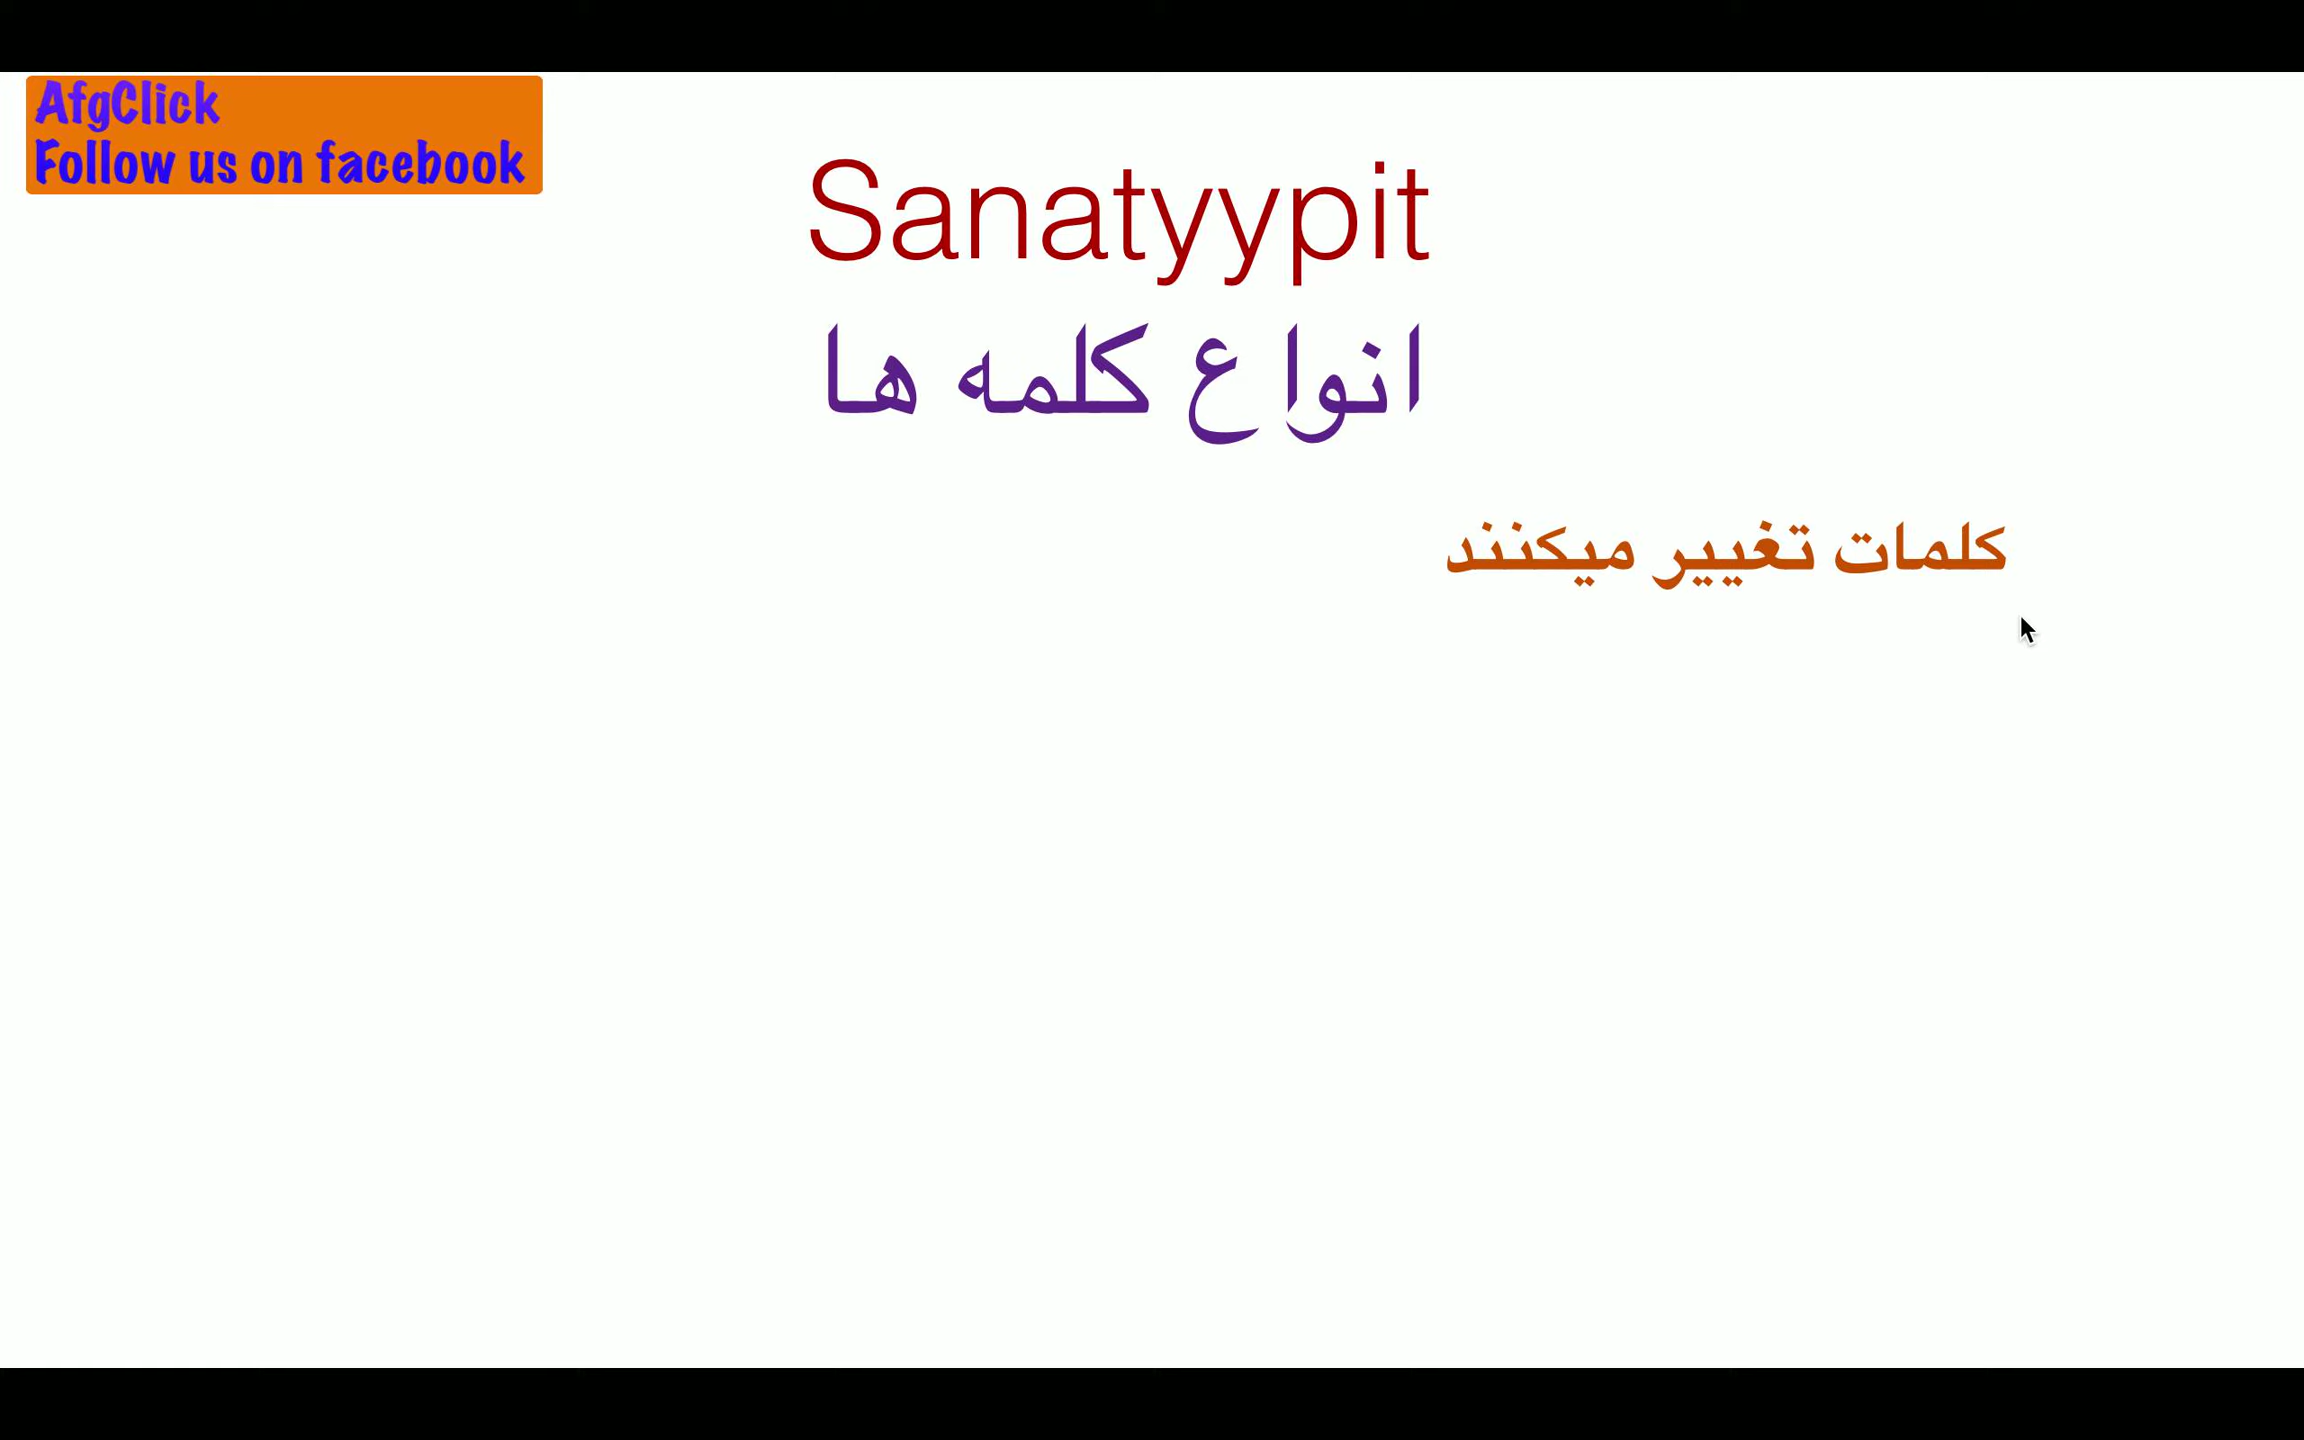 AfgClick
Follow us on facebook
Sanatyypit
انواع کلمه ها
کلمات تغییر میکنند